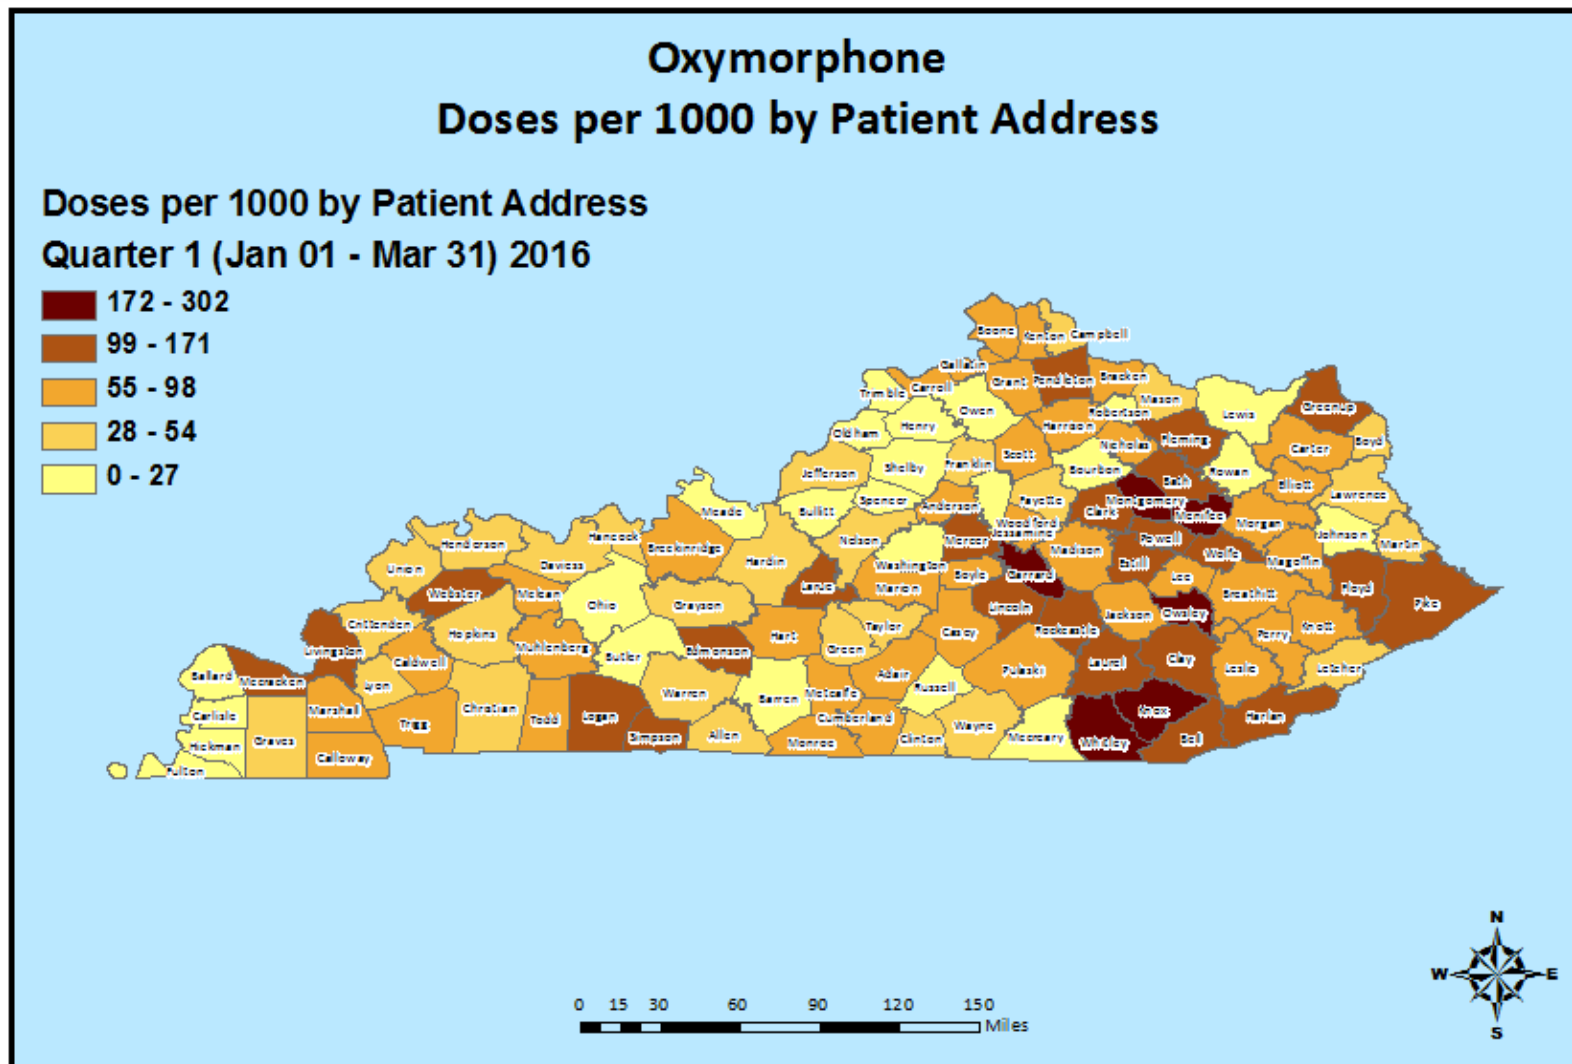 Oxymorphone
Doses per 1000 by Patient Address
Doses per 1000 by Patient Address
Quarter 1 (Jan 01 - Mar 31) 2016
172 - 302
99 - 171
55 - 98
28 - 54
0 - 27
Boone
Kenton
Campbell
Gallatin
Carroll
Grant
Pendleton
Bracken
Trimble
Owen
Robertson
Mason
Lewis
Greenup
Oldham
Henry
Harrison
Nicholas
Fleming
Carter
Boyd
Jefferson
Shelby
Franklin
Scott
Bourbon
Bath
Rowan
Elliott
Lawrence
Meade
Bullitt
Spencer
Anderson
Woodford
Fayette
Clark
Montgomery
Menifee
Morgan
Johnson
Martin
Henderson
Hancock
Breckinridge
Nelson
Mercer
Jessamine
Madison
Powell
Wolfe
Magoffin
Union
Daviess
Hardin
Washington
Garrard
Estill
Lee
Floyd
Pike
Webster
Mclean
Ohio
Grayson
Larue
Marion
Boyle
Lincoln
Rockcastle
Jackson
Owsley
Breathitt
Crittenden
Hopkins
Muhlenberg
Butler
Edmonson
Hart
Green
Taylor
Casey
Pulaski
Laurel
Clay
Perry
Knott
Livingston
Caldwell
Leslie
Letcher
Ballard
Mccracken
Lyon
Warren
Barren
Metcalfe
Adair
Russell
Knox
Harlan
Carlisle
Marshall
Trigg
Christian
Todd
Logan
Simpson
Allen
Monroe
Cumberland
Clinton
Wayne
Mccreary
Whitley
Bell
Hickman
Graves
Fulton
Calloway
N
W
E
S
0 15 30 60 90 120 150
Miles